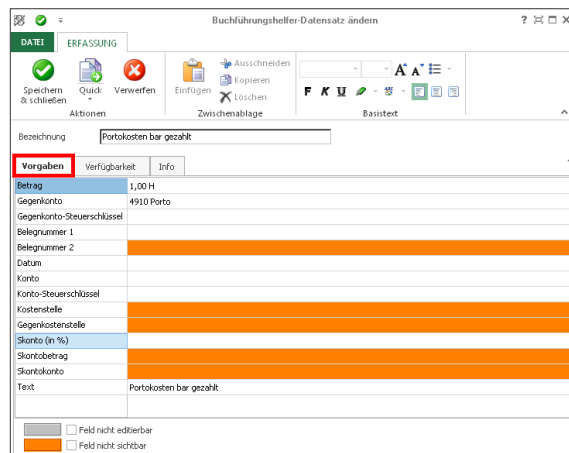 Buchführungshelfer-Datensatz ändern
DATEI ERFASSUNG
Speichern & schließen
Quick
Verwerfen
Aktionen
Einfügen
Ausschneiden
Kopieren
Löschen
Zwischenablage
F K U
Basistext
Bezeichnung Portokosten bar gezahlt
Vorgaben Verfügbarkeit Info
Betrag 1,00 H
Gegenkonto 4910 Porto
Gegenkonto-Steuerschlüssel
Belegnummer 1
Belegnummer 2
Datum
Konto
Konto-Steuerschlüssel
Kostenstelle
Gegenkostenstelle
Skonto (in %)
Skontobetrag
Skontokonto
Text Portokosten bar gezahlt
Feld nicht editierbar
Feld nicht sichtbar